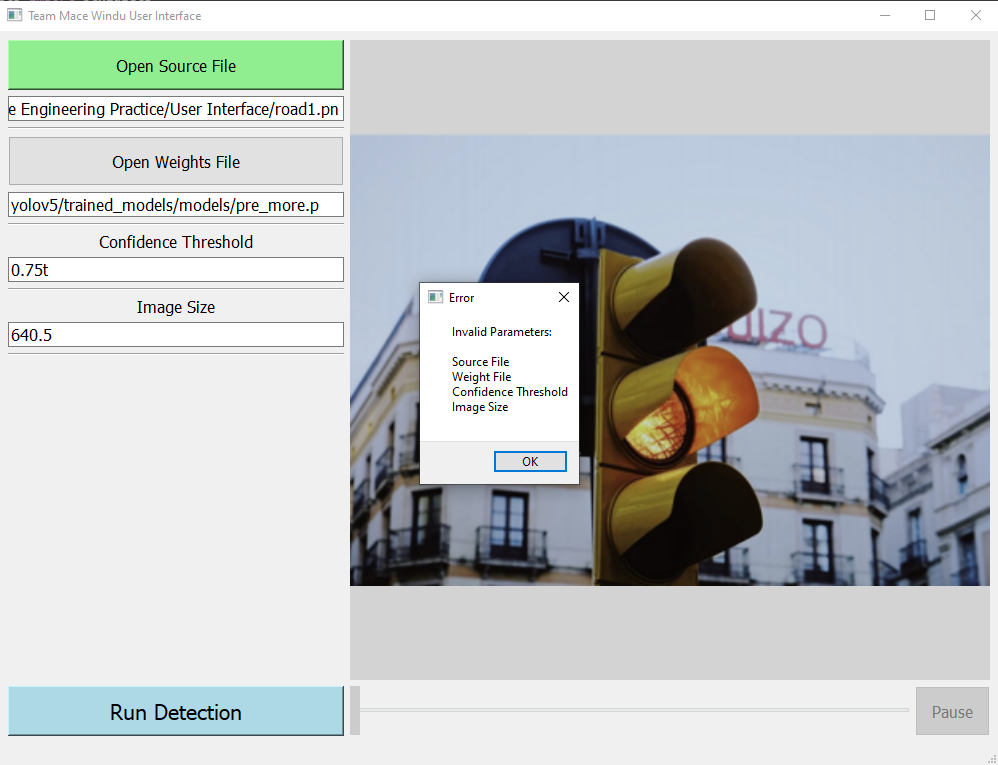 Team Mace Windu User Interface
Open Source File
e Engineering Practice/User Interface/road1.pn
Open Weights File
yolov5/trained_models/models/pre_more.p
Confidence Threshold
0.75t
Image Size
640.5
Error
Invalid Parameters:
Source File
Weight File
Confidence Threshold
Image Size
OK
Run Detection
Pause